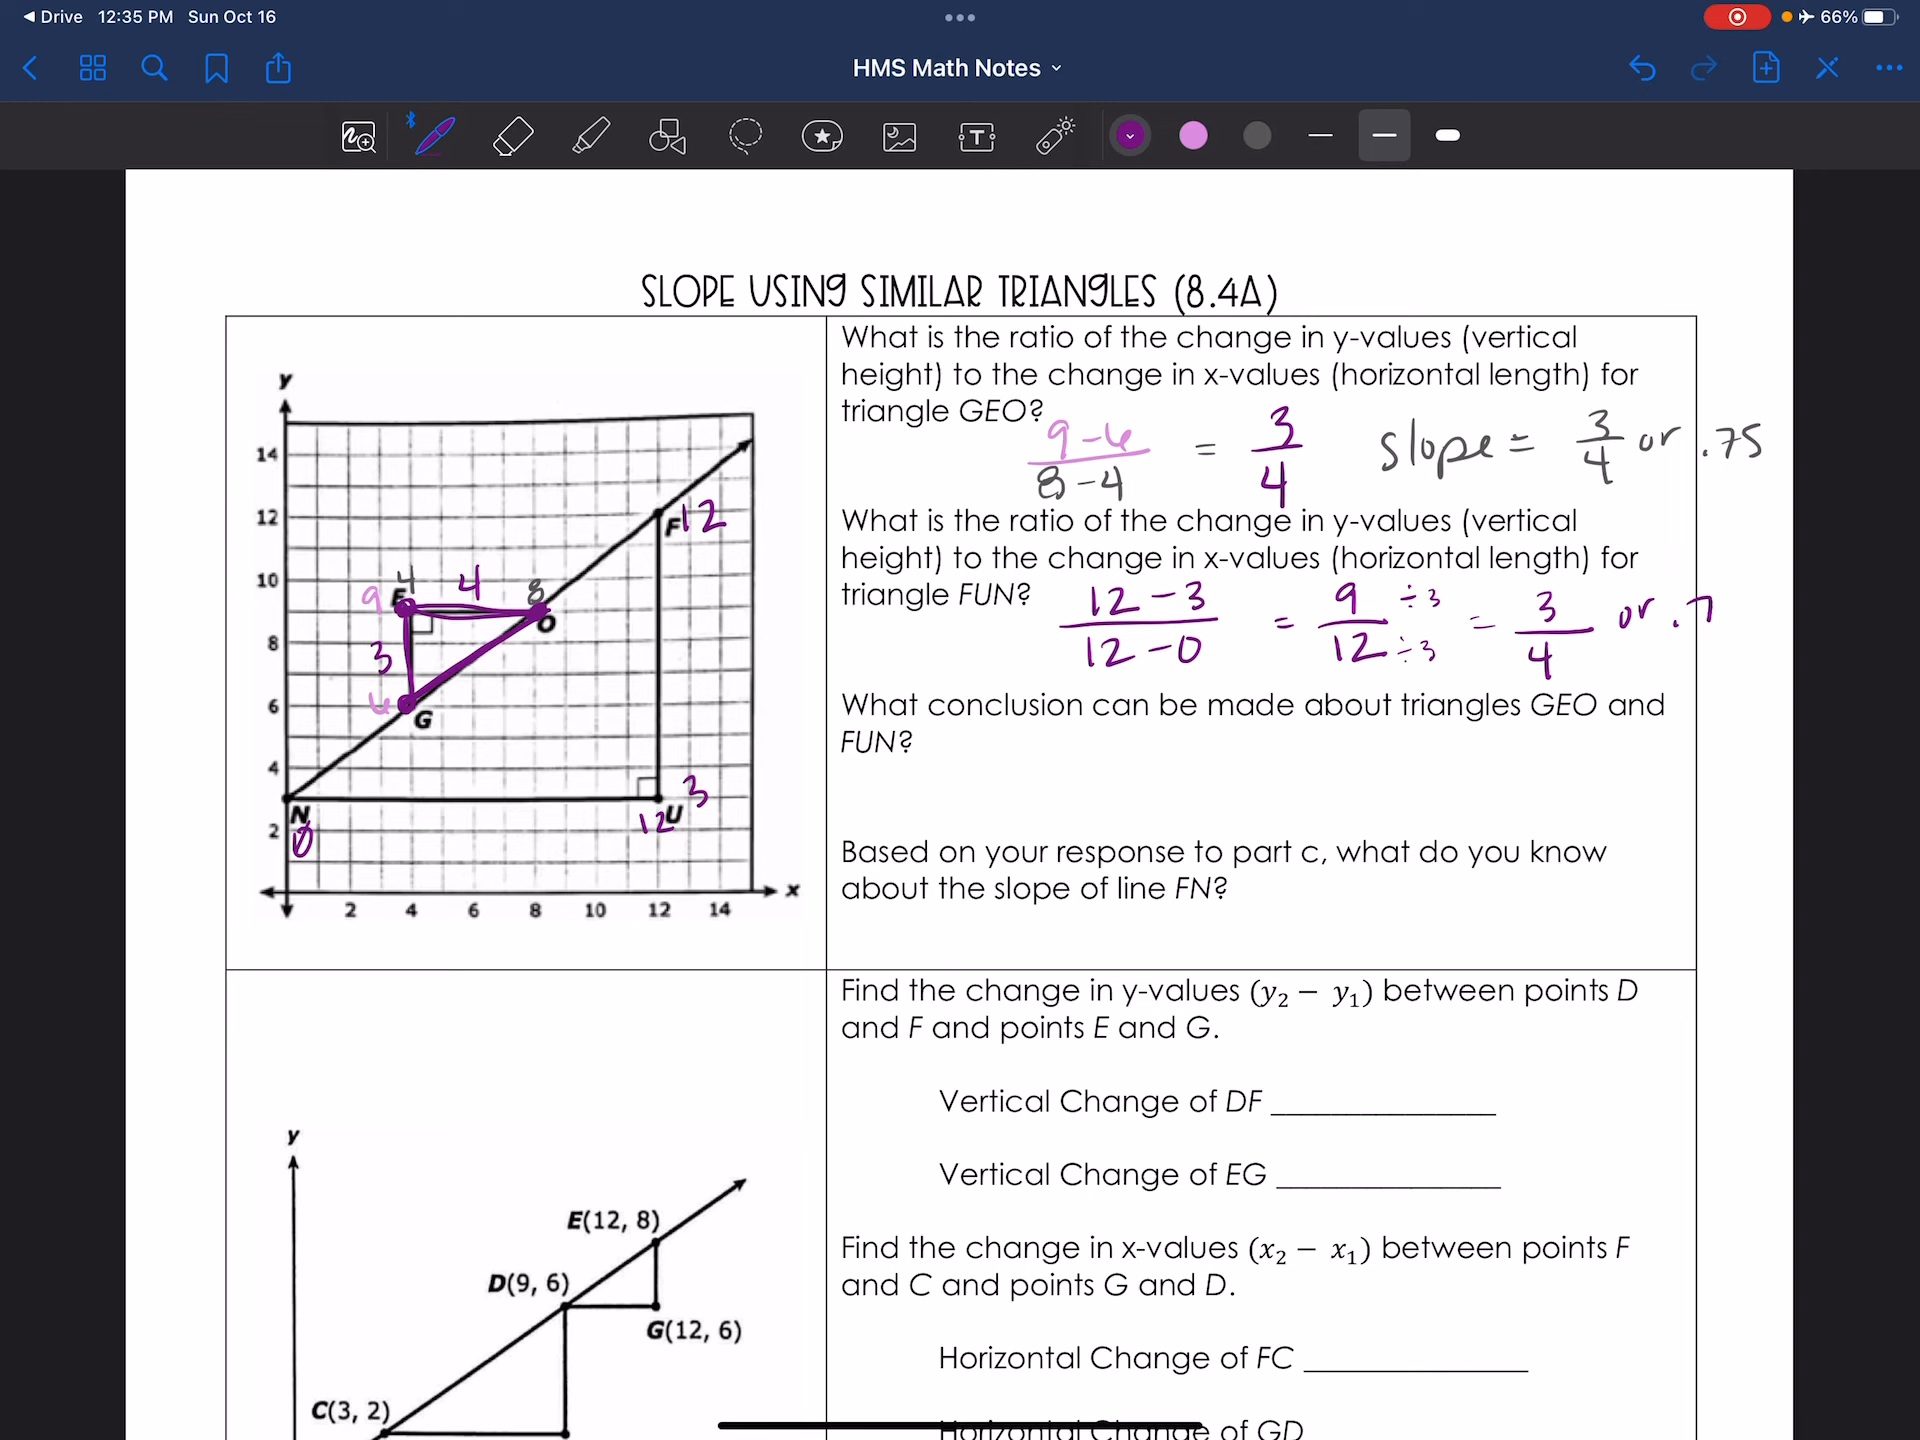 Drive 12:35 PM Sun Oct 16
66%
HMS Math Notes
SLOPE USING SIMILAR TRIANGLES (8.4A)
What is the ratio of the change in y-values (vertical
height) to the change in x-values (horizontal length) for
triangle GEO?
9-6 / 8-4 = 3/4 slope = 3/4 or .75
What is the ratio of the change in y-values (vertical
height) to the change in x-values (horizontal length) for
triangle FUN?
12-3 / 12-0 = 9/12 ÷3 ÷3 = 3/4 or .7
What conclusion can be made about triangles GEO and
FUN?
Based on your response to part c, what do you know
about the slope of line FN?
y
14
12
F 12
10
4 4 8
9 E
O
8
3
6 6
G
4
3
N U
2 0 12
x
2 4 6 8 10 12 14
Find the change in y-values (y₂ − y₁) between points D
and F and points E and G.
Vertical Change of DF ______________
Vertical Change of EG ______________
Find the change in x-values (x₂ − x₁) between points F
and C and points G and D.
Horizontal Change of FC ______________
Horizontal Change of GD
y
E(12, 8)
D(9, 6)
G(12, 6)
C(3, 2)